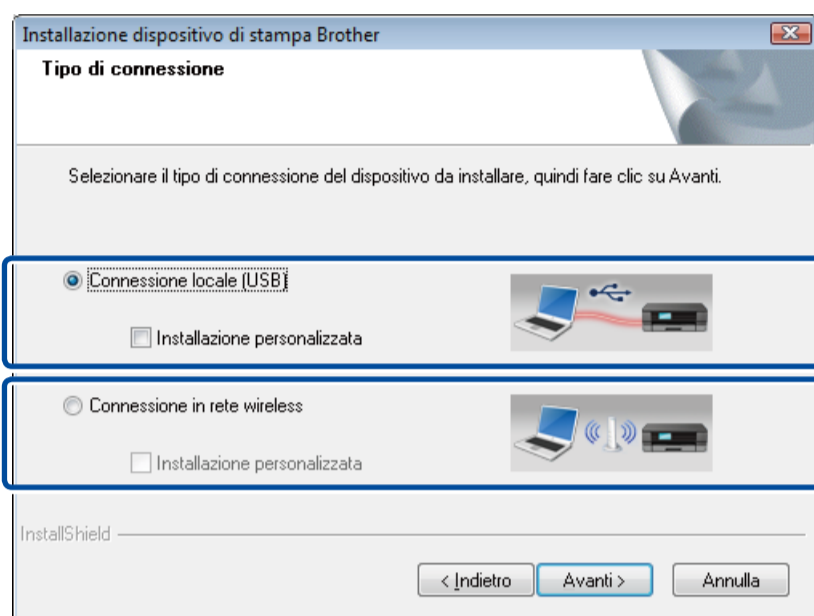 Installazione dispositivo di stampa Brother
Tipo di connessione
Selezionare il tipo di connessione del dispositivo da installare, quindi fare clic su Avanti.
Connessione locale (USB)
Installazione personalizzata
Connessione in rete wireless
Installazione personalizzata
InstallShield
< Indietro
Avanti >
Annulla